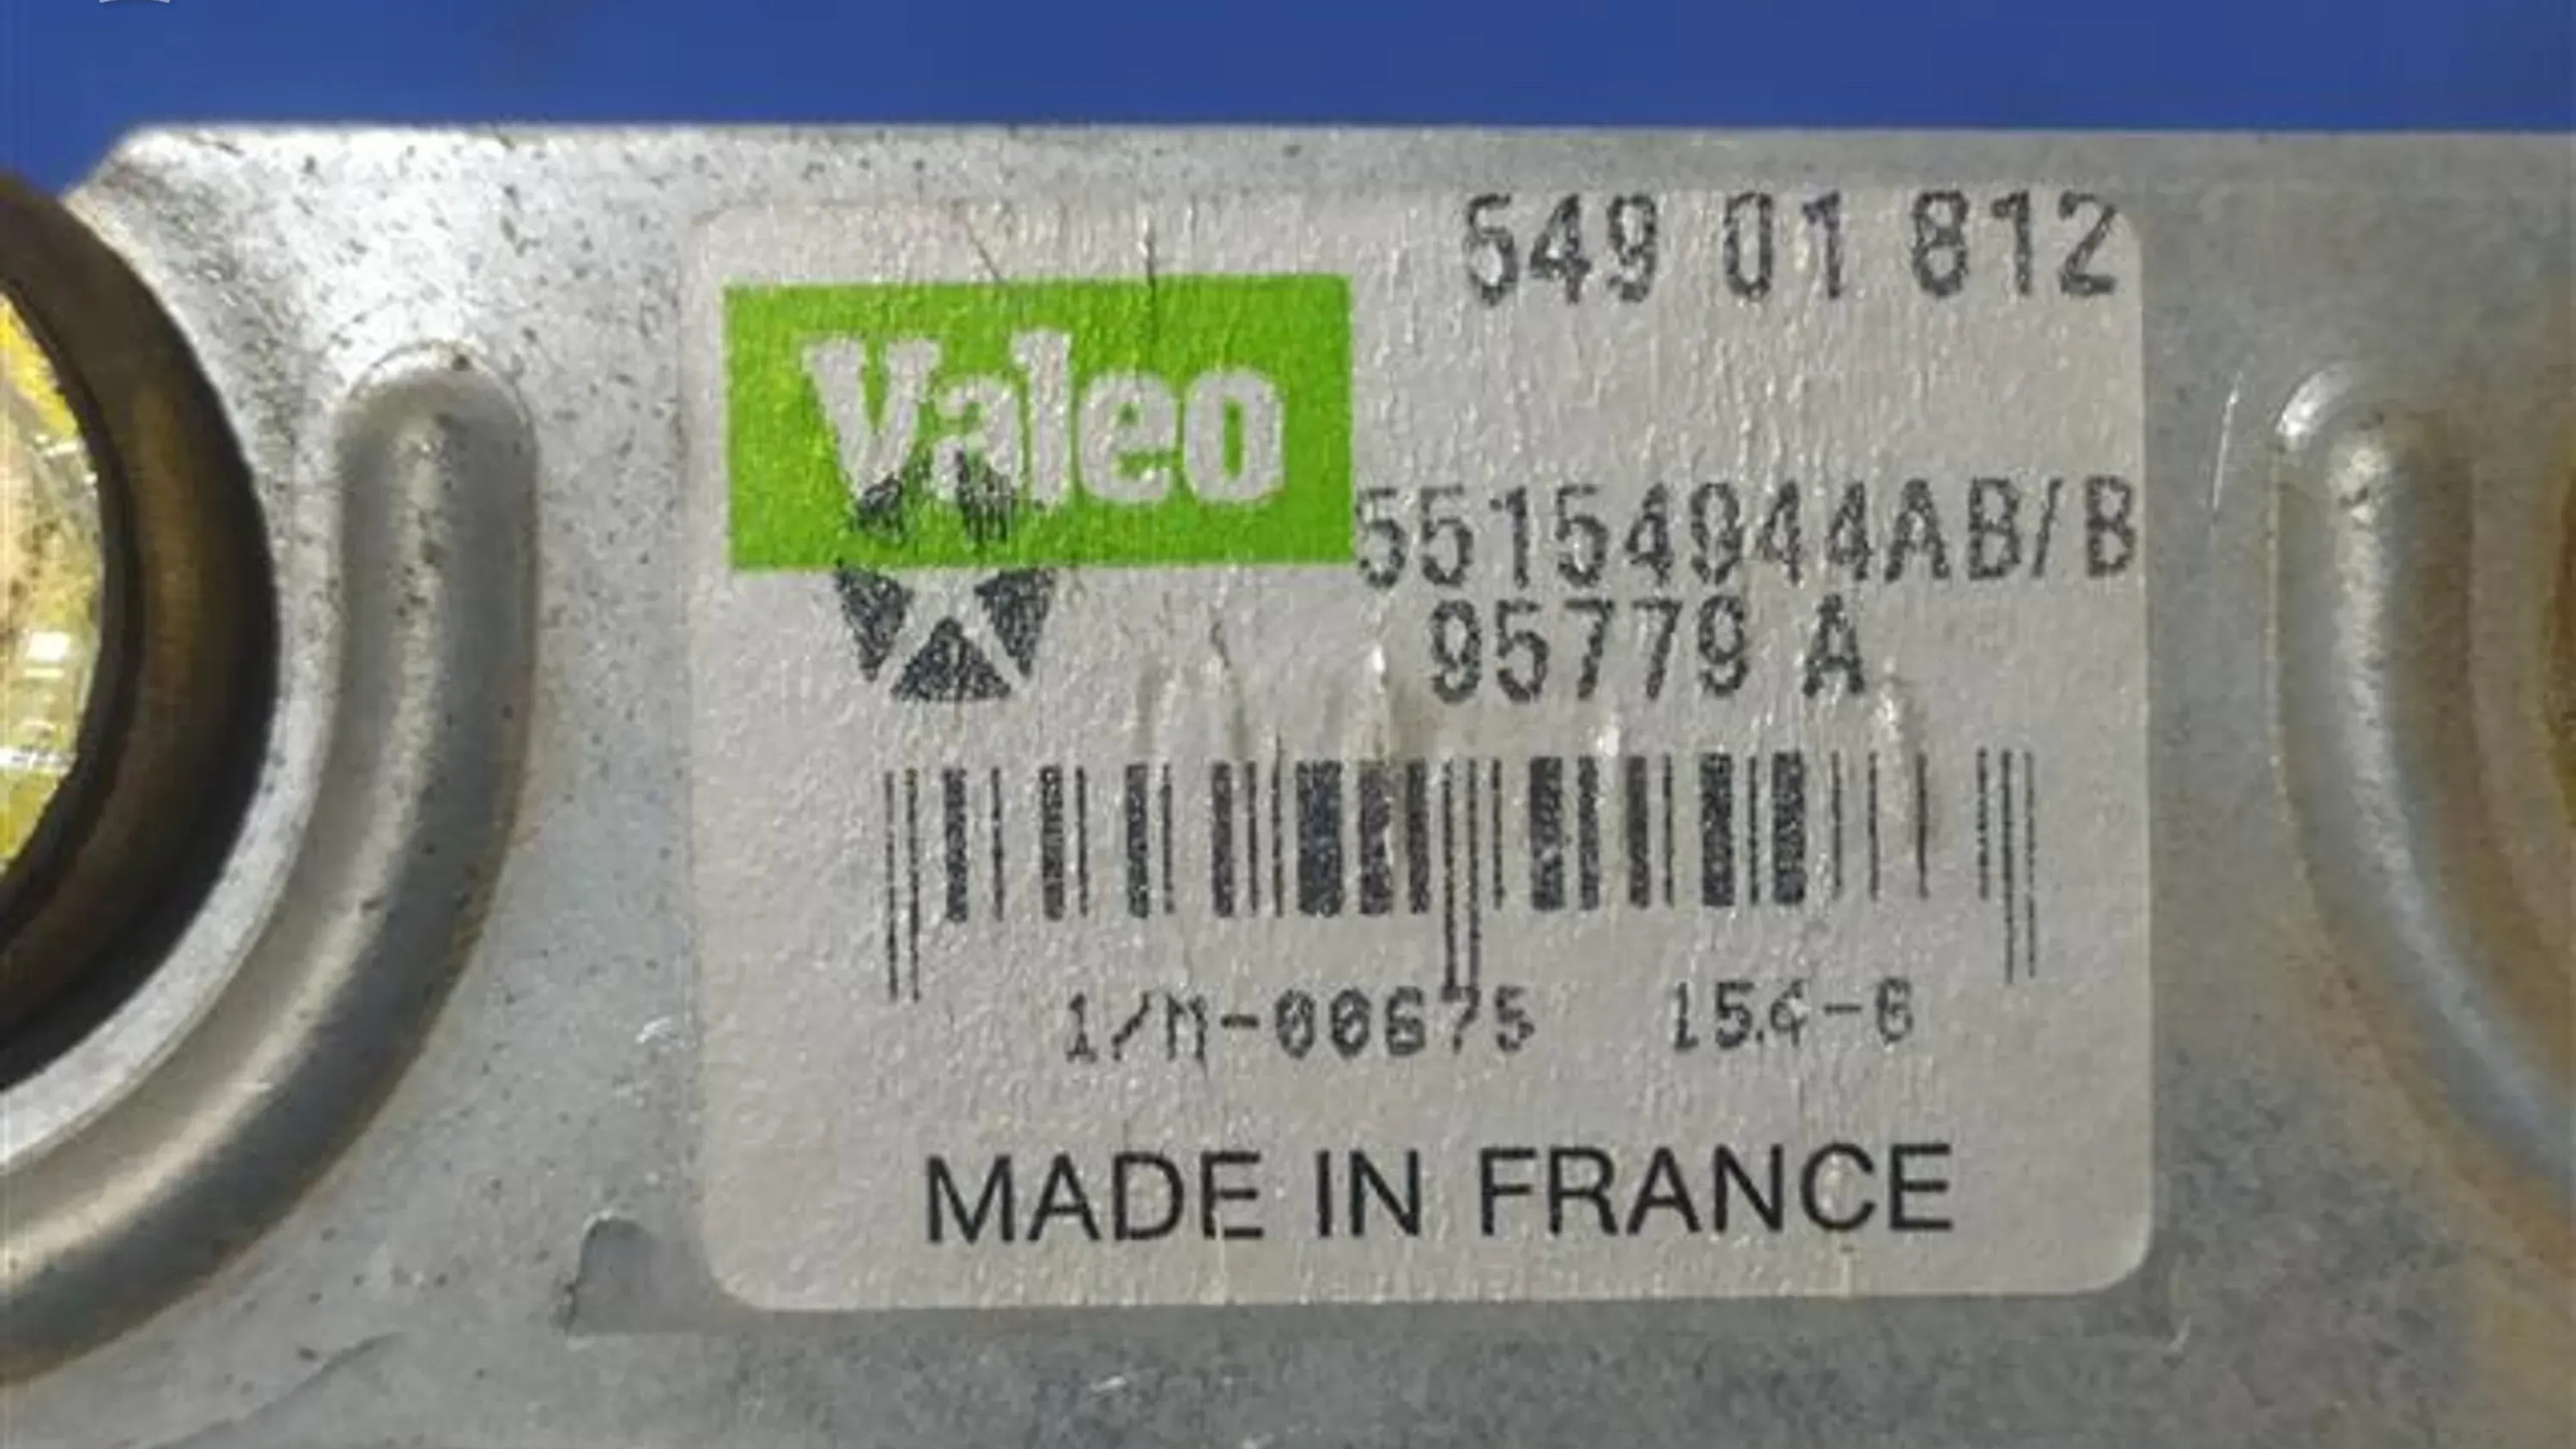 549 01 812
Valeo
55154944AB/B
95779 A
1/M-00675 154-6
MADE IN FRANCE